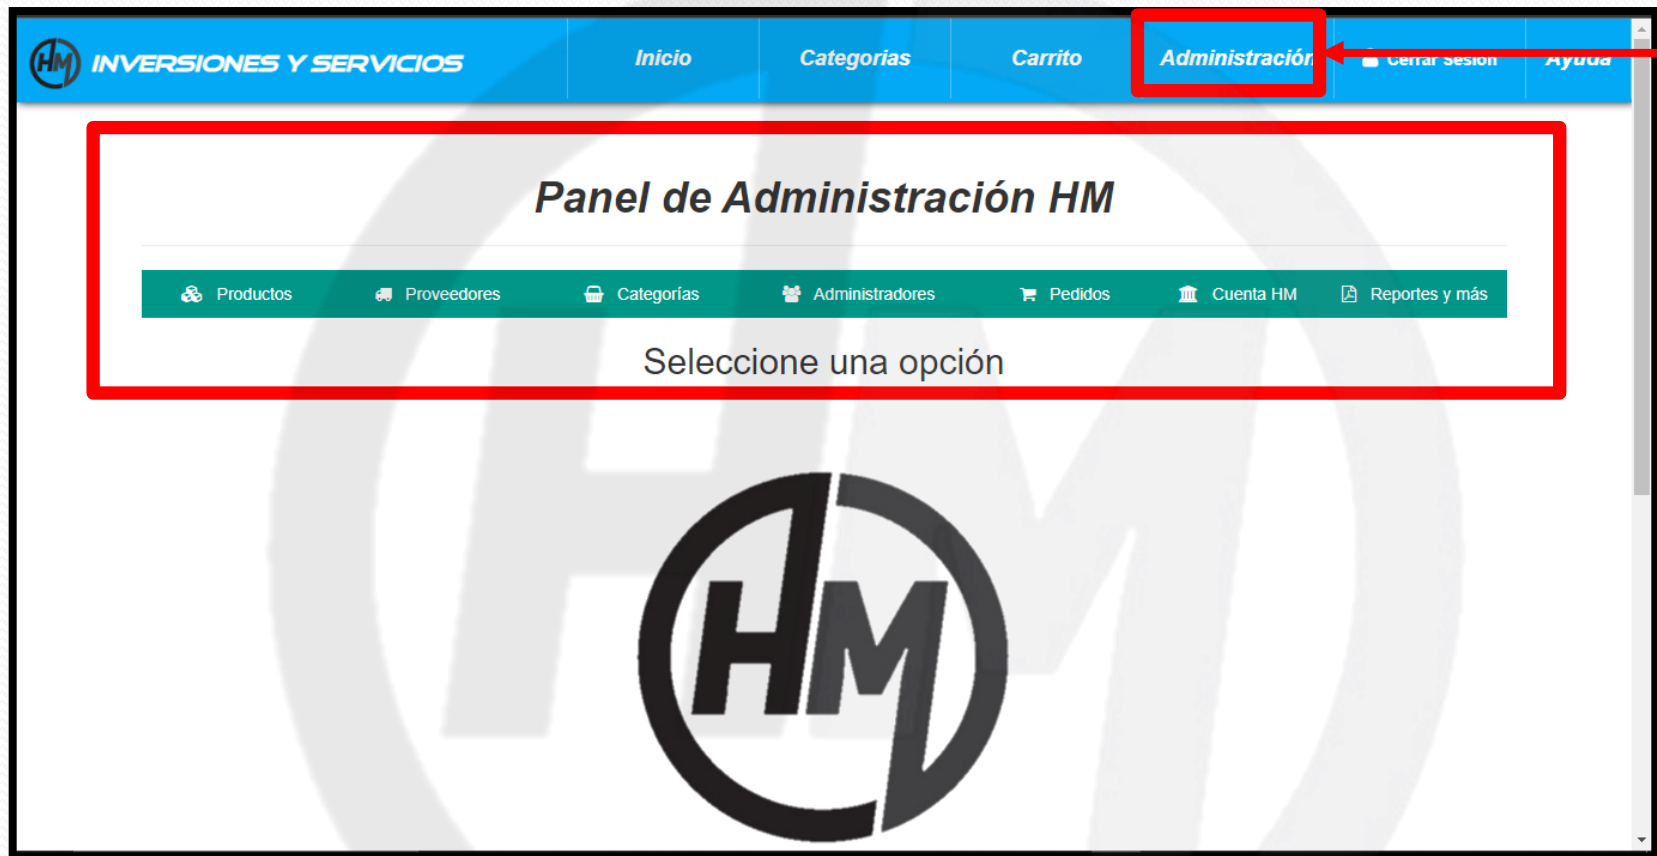 HM INVERSIONES Y SERVICIOS Inicio Categorias Carrito Administración Cerrar Sesión Ayuda
Panel de Administración HM
Productos Proveedores Categorías Administradores Pedidos Cuenta HM Reportes y más
Seleccione una opción
HM